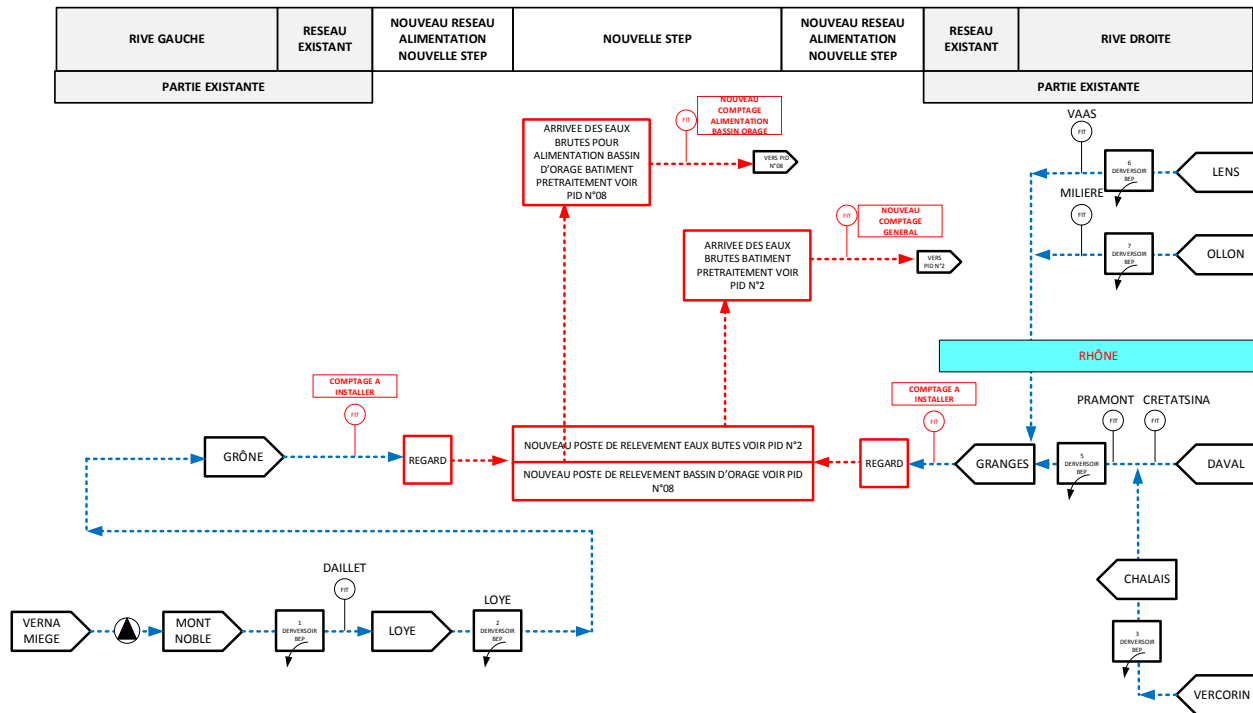 RIVE GAUCHE
RESEAU
EXISTANT
NOUVEAU RESEAU
ALIMENTATION
NOUVELLE STEP
NOUVELLE STEP
NOUVEAU RESEAU
ALIMENTATION
NOUVELLE STEP
RESEAU
EXISTANT
RIVE DROITE
PARTIE EXISTANTE
PARTIE EXISTANTE
NOUVEAU
COMPTAGE
ALIMENTATION
BASSIN ORAGE
FIT
ARRIVEE DES EAUX
BRUTES POUR
ALIMENTATION BASSIN
D'ORAGE BATIMENT
PRETRAITEMENT VOIR
PID N°08
VERS PID
N°08
VAAS
FIT
6
DERVERSOIR
BEP
LENS
MILIERE
FIT
7
DERVERSOIR
BEP
OLLON
NOUVEAU
COMPTAGE
GENERAL
FIT
ARRIVEE DES EAUX
BRUTES BATIMENT
PRETRAITEMENT VOIR
PID N°2
VERS
PID N°2
RHÔNE
COMPTAGE A
INSTALLER
FIT
COMPTAGE A
INSTALLER
FIT
PRAMONT
FIT
CRETATSINA
FIT
GRÔNE
REGARD
NOUVEAU POSTE DE RELEVEMENT EAUX BUTES VOIR PID N°2
NOUVEAU POSTE DE RELEVEMENT BASSIN D'ORAGE VOIR PID
N°08
REGARD
GRANGES
5
DERVERSOIR
BEP
DAVAL
CHALAIS
DAILLET
FIT
LOYE
VERNA
MIEGE
MONT
NOBLE
1
DERVERSOIR
BEP
LOYE
2
DERVERSOIR
BEP
3
DERVERSOIR
BEP
VERCORIN